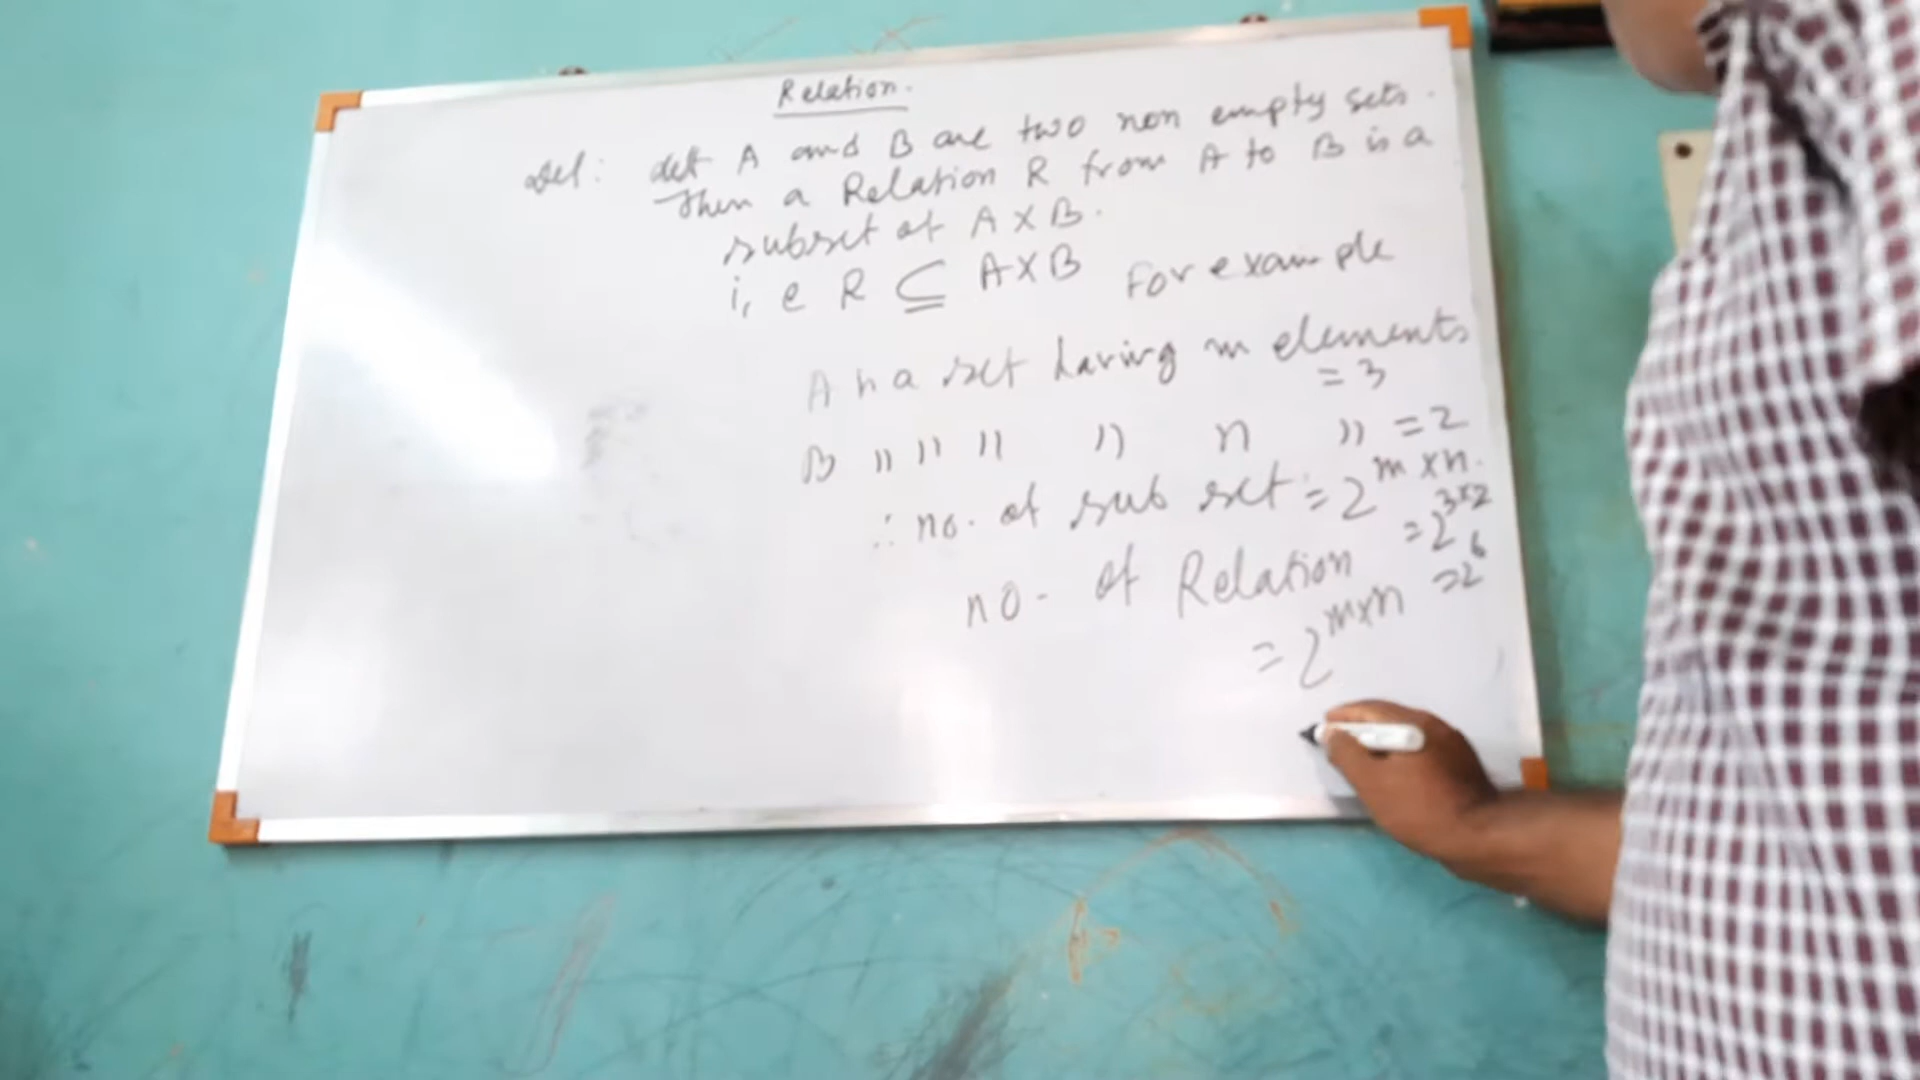 Relation.
Def: Let A and B are two non empty sets.
Then a Relation R from A to B is a
subset of A X B.
i, e R ⊆ A X B For example
A is a set having m elements
= 3
B " " " " n " = 2
∴ no. of sub set = 2^m×n.
= 2^3×2
no. of Relation = 2^6
= 2^m×n